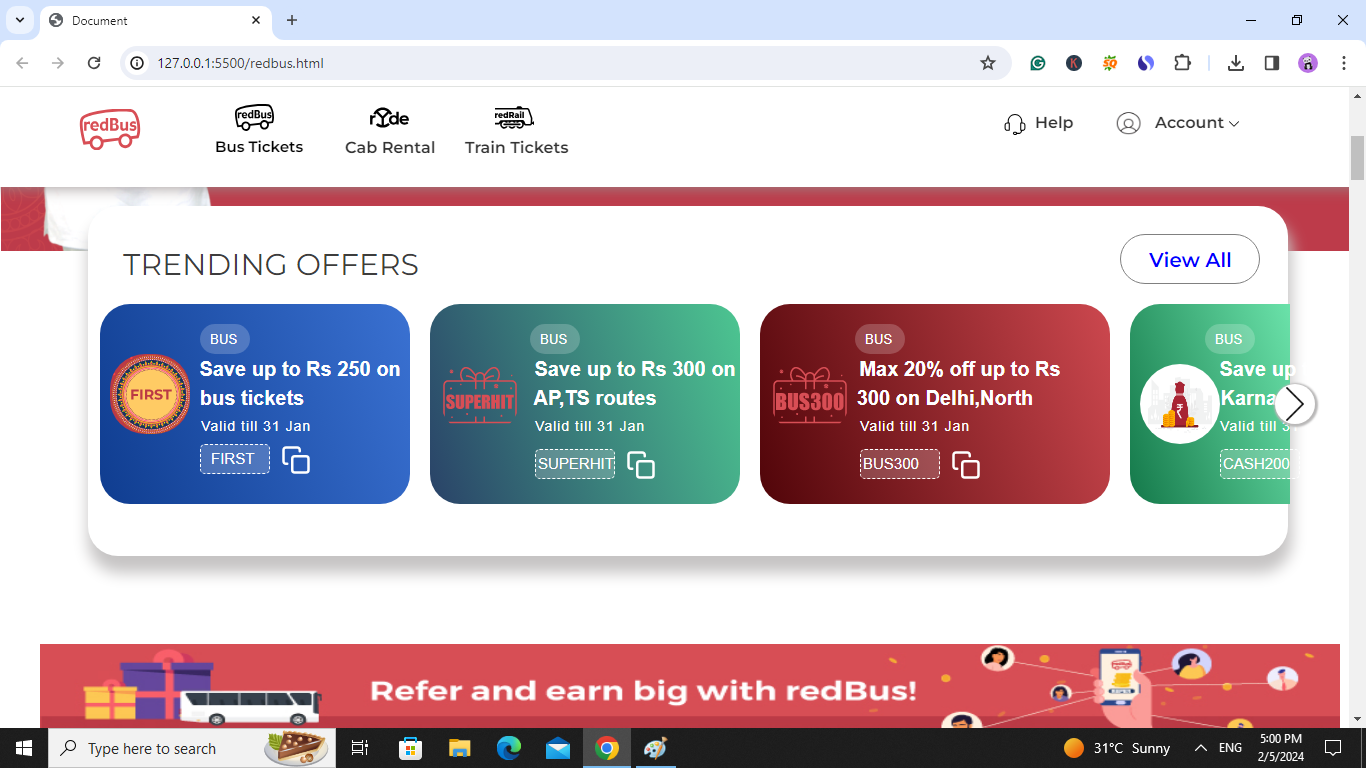 Document
127.0.0.1:5500/redbus.html
redBus
redBus
Bus Tickets
rYde
Cab Rental
redRail
Train Tickets
Help
Account
TRENDING OFFERS
View All
BUS
FIRST
Save up to Rs 250 on
bus tickets
Valid till 31 Jan
FIRST
BUS
SUPERHIT
Save up to Rs 300 on
AP,TS routes
Valid till 31 Jan
SUPERHIT
BUS
BUS300
Max 20% off up to Rs
300 on Delhi,North
Valid till 31 Jan
BUS300
BUS
Save up
Karna
Valid till 3
CASH200
Refer and earn big with redBus!
Type here to search
31°C Sunny
ENG
5:00 PM
2/5/2024